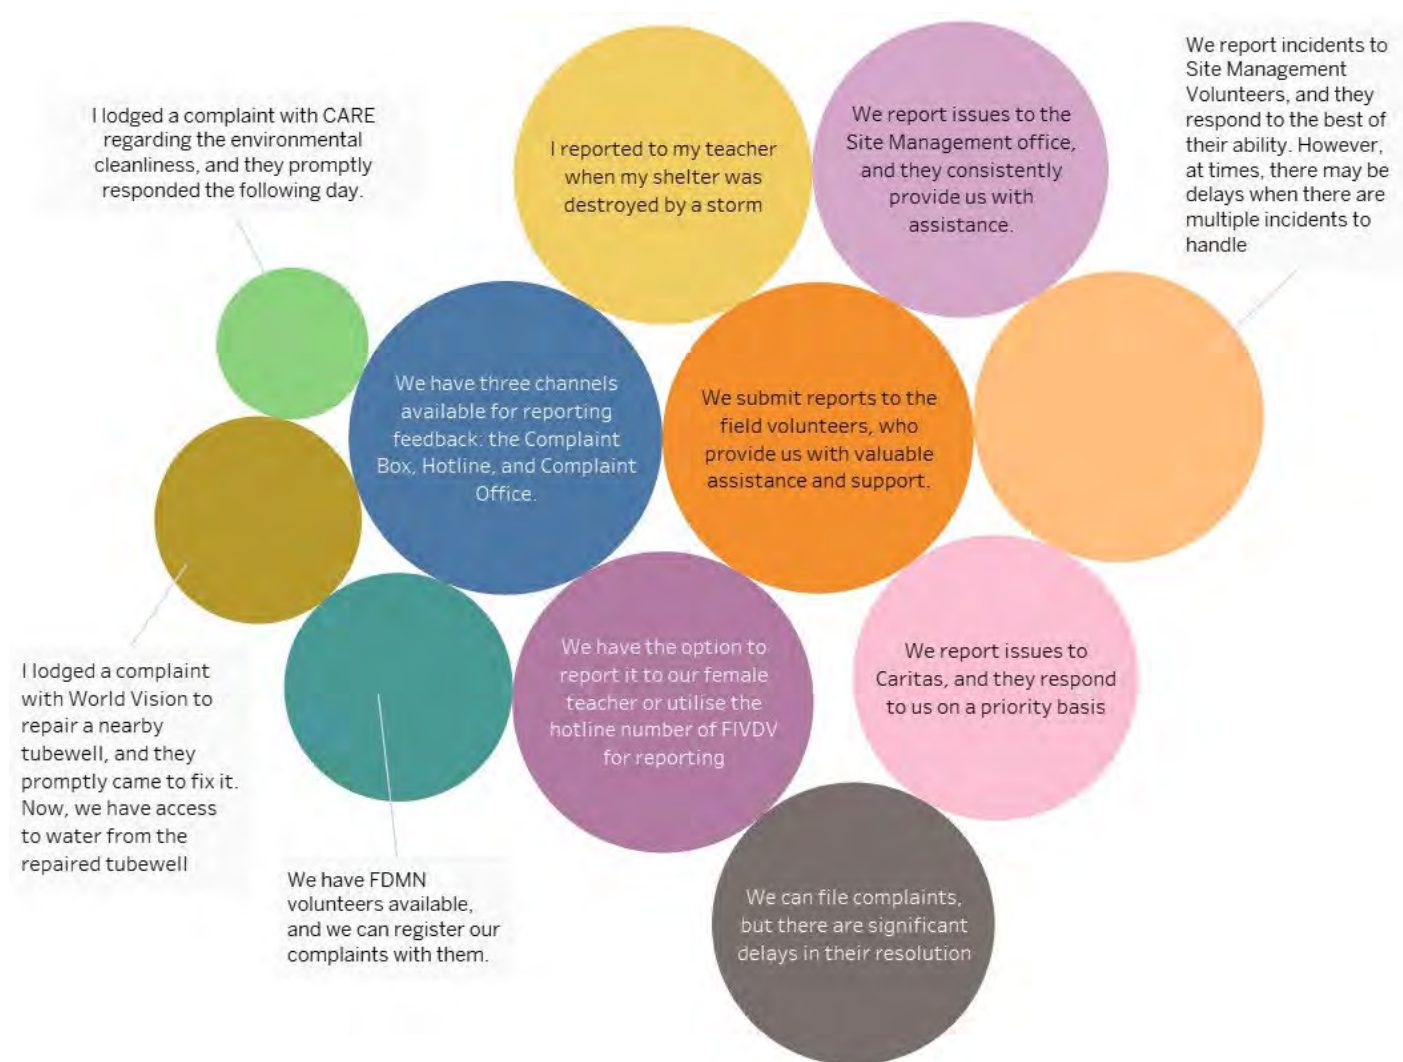 I lodged a complaint with CARE
regarding the environmental
cleanliness, and they promptly
responded the following day.
I reported to my teacher
when my shelter was
destroyed by a storm
We report issues to the
Site Management office,
and they consistently
provide us with
assistance.
We report incidents to
Site Management
Volunteers, and they
respond to the best of
their ability. However,
at times, there may be
delays when there are
multiple incidents to
handle
We have three channels
available for reporting
feedback: the Complaint
Box, Hotline, and Complaint
Office.
We submit reports to the
field volunteers, who
provide us with valuable
assistance and support.
I lodged a complaint
with World Vision to
repair a nearby
tubewell, and they
promptly came to fix it.
Now, we have access
to water from the
repaired tubewell
We have FDMN
volunteers available,
and we can register our
complaints with them.
We have the option to
report it to our female
teacher or utilise the
hotline number of FIVDV
for reporting
We report issues to
Caritas, and they respond
to us on a priority basis
We can file complaints,
but there are significant
delays in their resolution